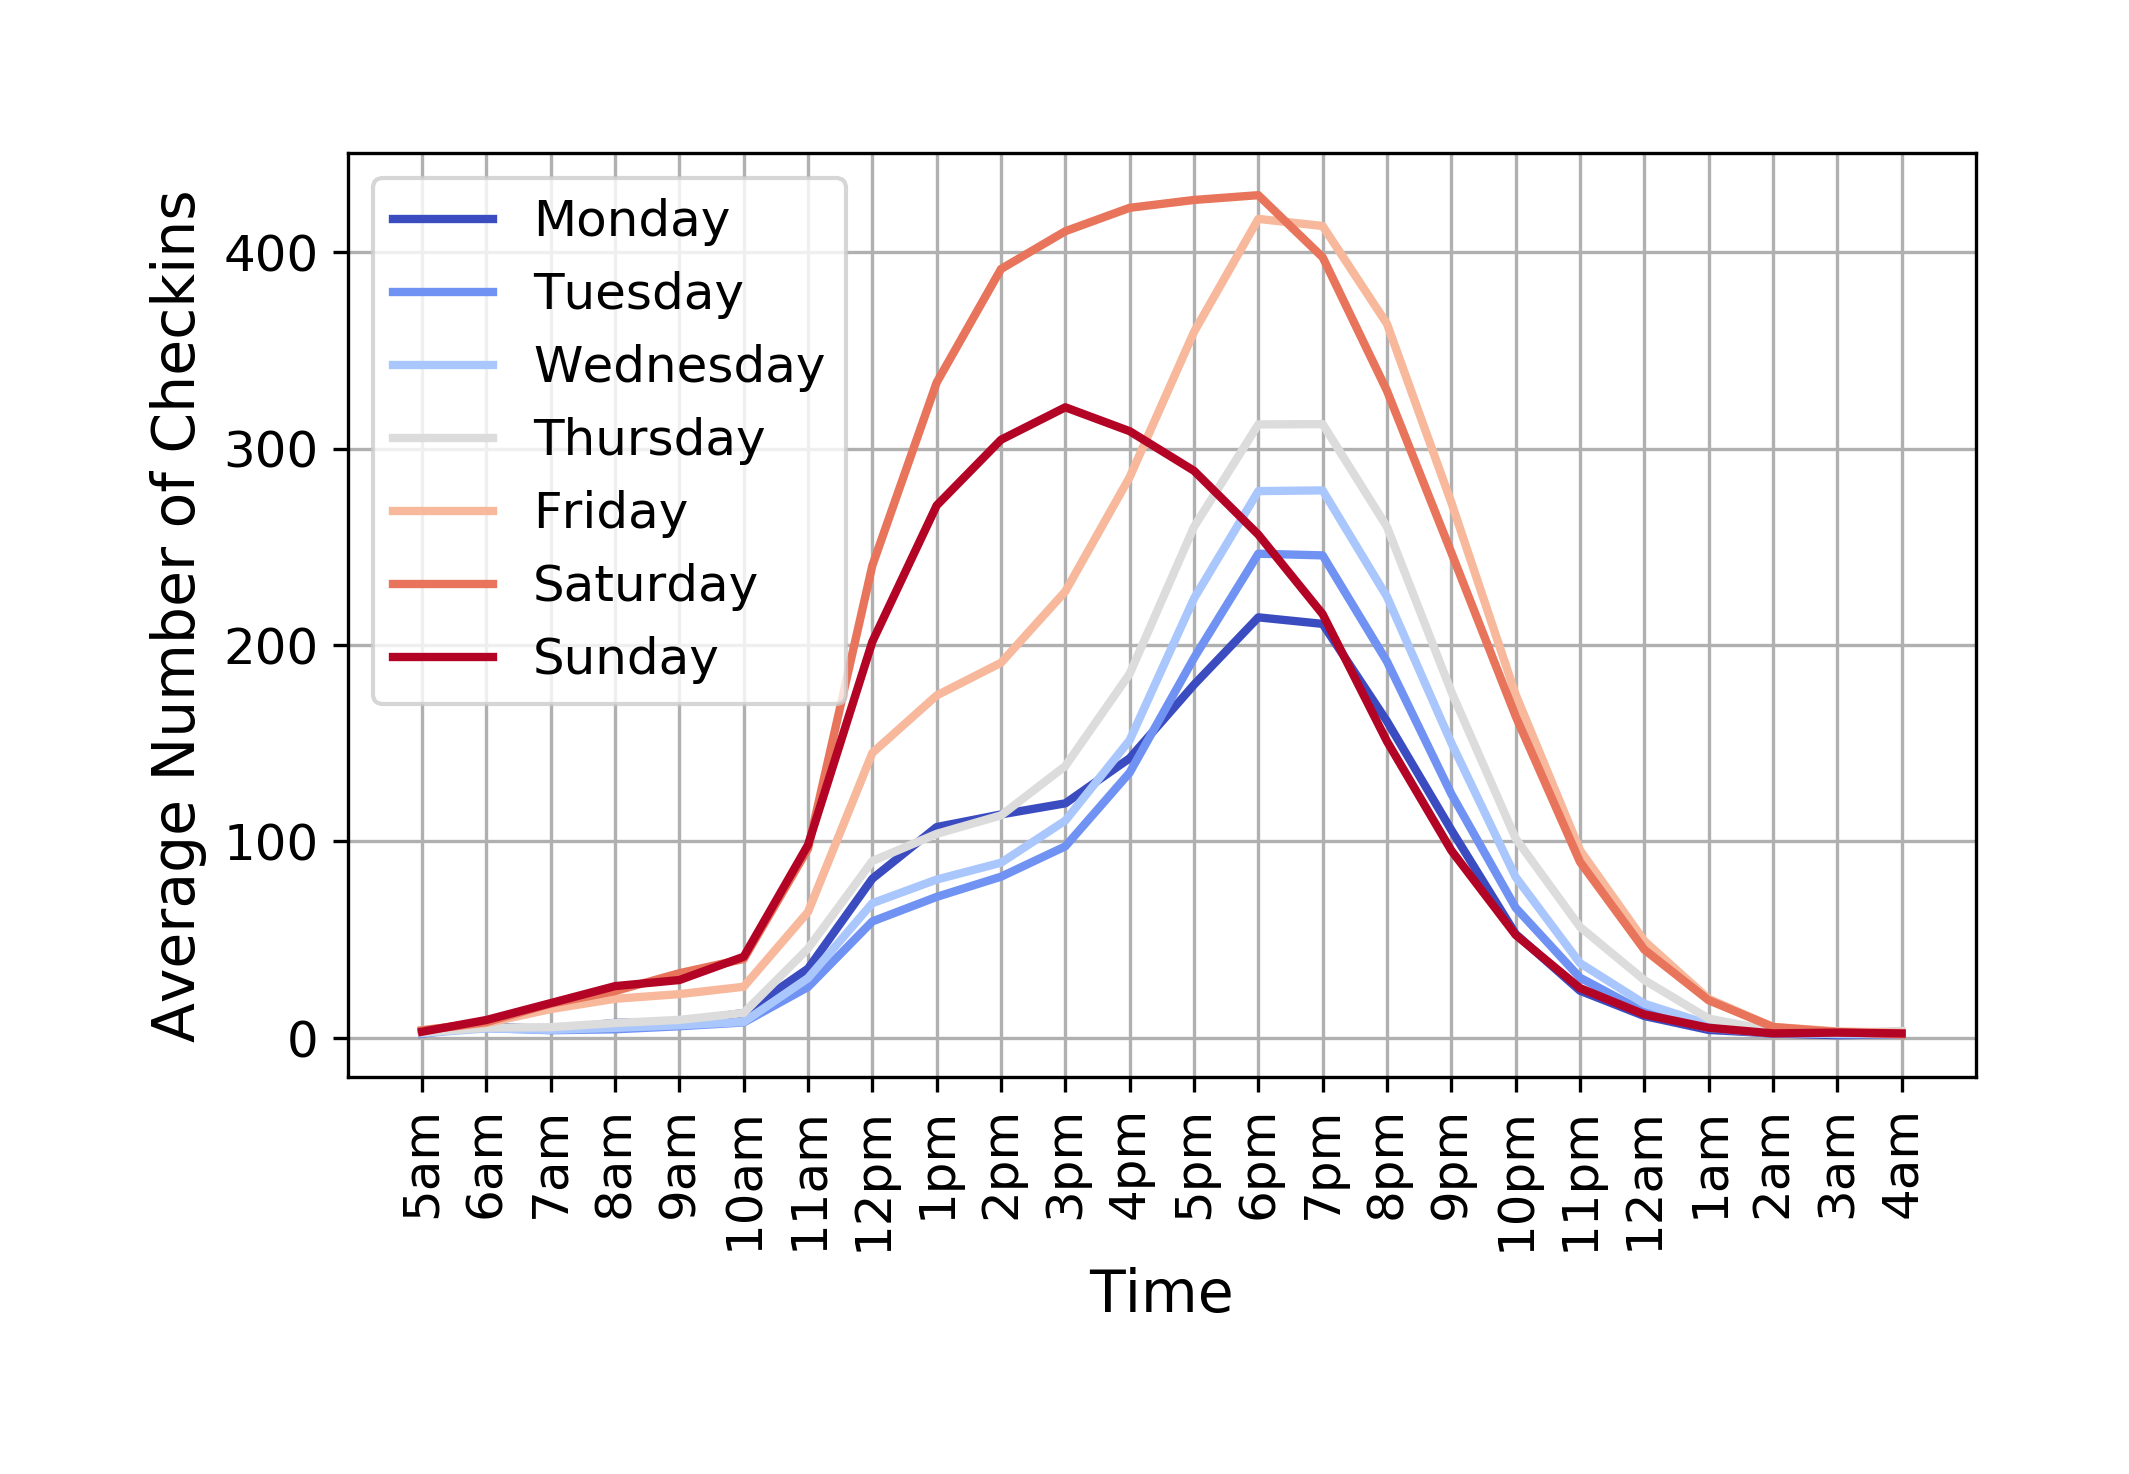 Average Number of Checkins
400
300
200
100
0
Monday
Tuesday
Wednesday
Thursday
Friday
Saturday
Sunday
5am
6am
7am
8am
9am
10am
11am
12pm
1pm
2pm
3pm
4pm
5pm
6pm
7pm
8pm
9pm
10pm
11pm
12am
1am
2am
3am
4am
Time